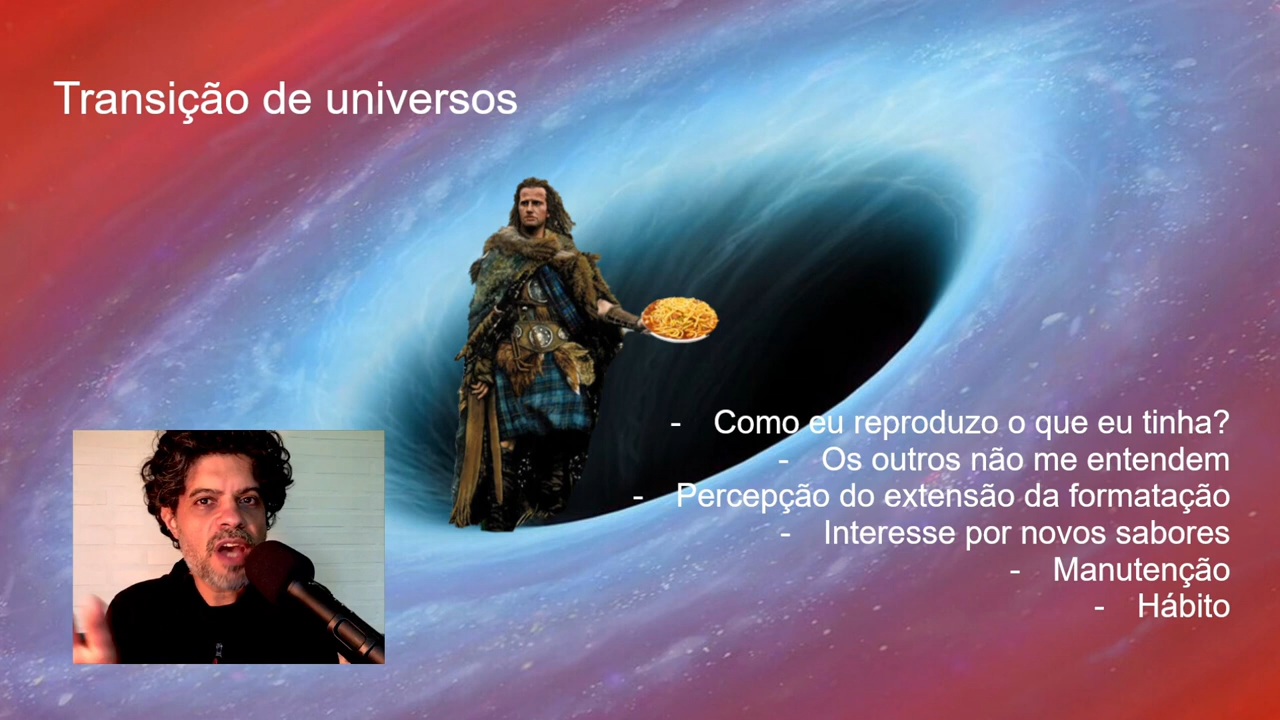 Transição de universos
- Como eu reproduzo o que eu tinha?
- Os outros não me entendem
- Percepção do extensão da formatação
- Interesse por novos sabores
- Manutenção
- Hábito